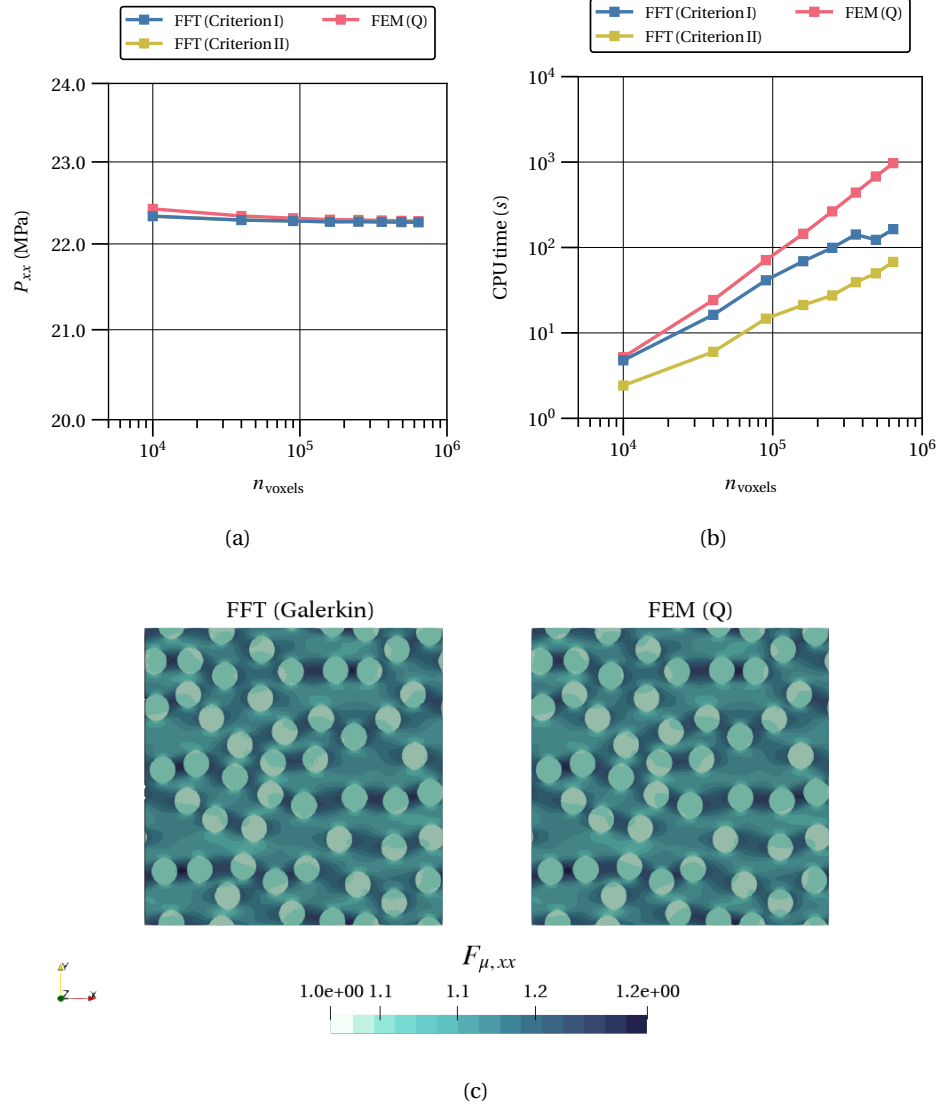 FFT (Criterion I) FEM (Q)
FFT (Criterion II)
24.0
23.0
22.0
21.0
20.0
P_xx (MPa)
10^4 10^5 10^6
n_voxels
(a)
FFT (Criterion I) FEM (Q)
FFT (Criterion II)
10^4
10^3
10^2
10^1
10^0
CPU time (s)
10^4 10^5 10^6
n_voxels
(b)
FFT (Galerkin) FEM (Q)
F_μ,xx
Y
Z X
1.0e+00 1.1 1.1 1.2 1.2e+00
(c)